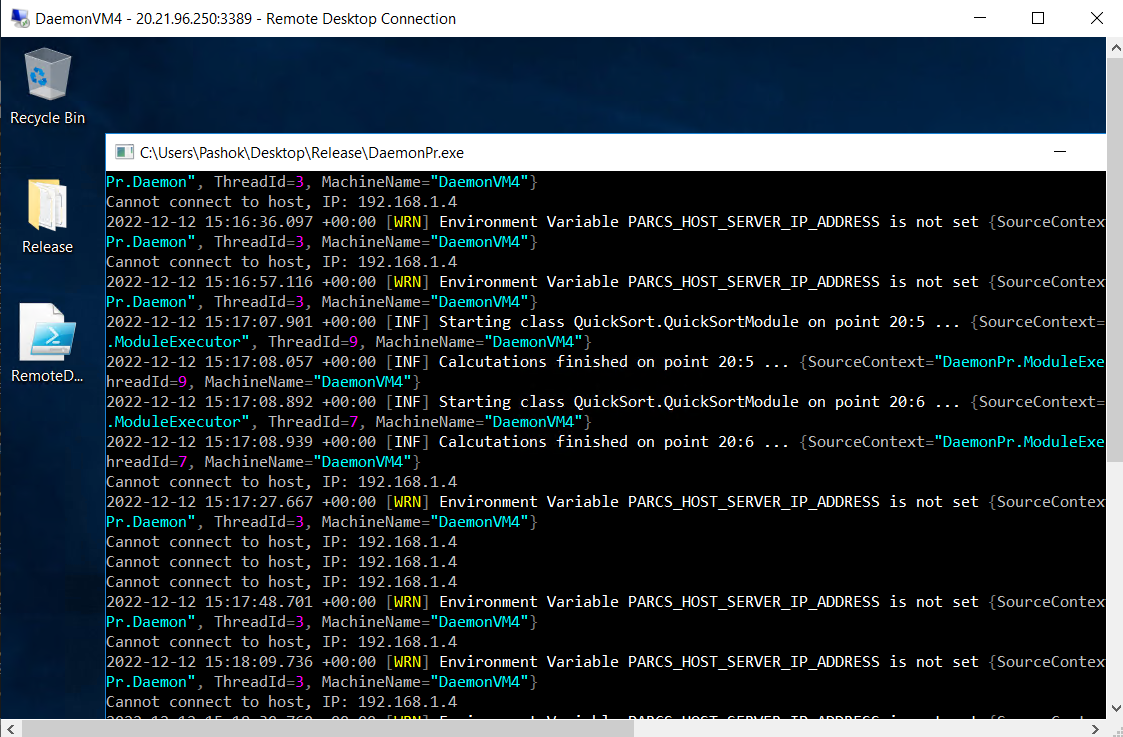 DaemonVM4 - 20.21.96.250:3389 - Remote Desktop Connection
Recycle Bin
Release
RemoteD...
C:\Users\Pashok\Desktop\Release\DaemonPr.exe
Pr.Daemon", ThreadId=3, MachineName="DaemonVM4"}
Cannot connect to host, IP: 192.168.1.4
2022-12-12 15:16:36.097 +00:00 [WRN] Environment Variable PARCS_HOST_SERVER_IP_ADDRESS is not set {SourceContex
Pr.Daemon", ThreadId=3, MachineName="DaemonVM4"}
Cannot connect to host, IP: 192.168.1.4
2022-12-12 15:16:57.116 +00:00 [WRN] Environment Variable PARCS_HOST_SERVER_IP_ADDRESS is not set {SourceContex
Pr.Daemon", ThreadId=3, MachineName="DaemonVM4"}
2022-12-12 15:17:07.901 +00:00 [INF] Starting class QuickSort.QuickSortModule on point 20:5 ... {SourceContext=
.ModuleExecutor", ThreadId=9, MachineName="DaemonVM4"}
2022-12-12 15:17:08.057 +00:00 [INF] Calcutations finished on point 20:5 ... {SourceContext="DaemonPr.ModuleExe
hreadId=9, MachineName="DaemonVM4"}
2022-12-12 15:17:08.892 +00:00 [INF] Starting class QuickSort.QuickSortModule on point 20:6 ... {SourceContext=
.ModuleExecutor", ThreadId=7, MachineName="DaemonVM4"}
2022-12-12 15:17:08.939 +00:00 [INF] Calcutations finished on point 20:6 ... {SourceContext="DaemonPr.ModuleExe
hreadId=7, MachineName="DaemonVM4"}
Cannot connect to host, IP: 192.168.1.4
2022-12-12 15:17:27.667 +00:00 [WRN] Environment Variable PARCS_HOST_SERVER_IP_ADDRESS is not set {SourceContex
Pr.Daemon", ThreadId=3, MachineName="DaemonVM4"}
Cannot connect to host, IP: 192.168.1.4
Cannot connect to host, IP: 192.168.1.4
Cannot connect to host, IP: 192.168.1.4
2022-12-12 15:17:48.701 +00:00 [WRN] Environment Variable PARCS_HOST_SERVER_IP_ADDRESS is not set {SourceContex
Pr.Daemon", ThreadId=3, MachineName="DaemonVM4"}
Cannot connect to host, IP: 192.168.1.4
2022-12-12 15:18:09.736 +00:00 [WRN] Environment Variable PARCS_HOST_SERVER_IP_ADDRESS is not set {SourceContex
Pr.Daemon", ThreadId=3, MachineName="DaemonVM4"}
Cannot connect to host, IP: 192.168.1.4